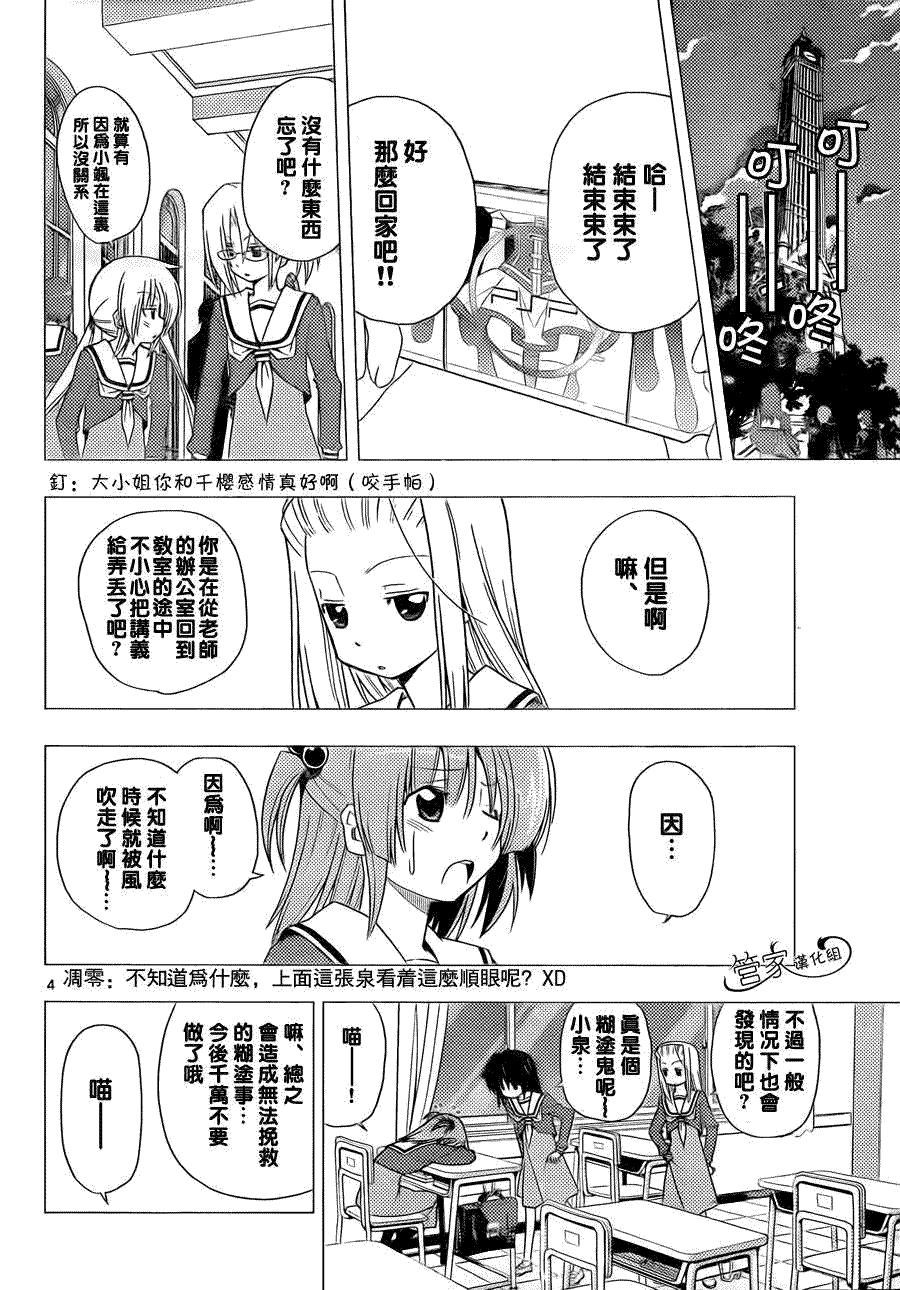 叮
咚
叮
咚
哈
結束束了
結束束了
好
那麼回家吧!!
沒有什麼東西
忘了吧?
就算有
因爲小颯在這裏
所以沒關系
釘：大小姐你和千櫻感情真好啊（咬手帕）
但是啊
嘛、
你是在從老師
的辦公室回到
敎室的途中
不小心把講義
給弄丟了吧?
因…
因爲啊～……
不知道什麼
時候就被風
吹走了啊～……
管家漢化組
4 凋零：不知道爲什麼，上面這張泉看着這麼順眼呢？XD
不過一般
情況下也會
發現的吧?
眞是個
糊塗鬼呢～
小泉…
喵—!
嘛、總之
會造成無法挽救
的糊塗事…
今後千萬不要
做了哦
喵——